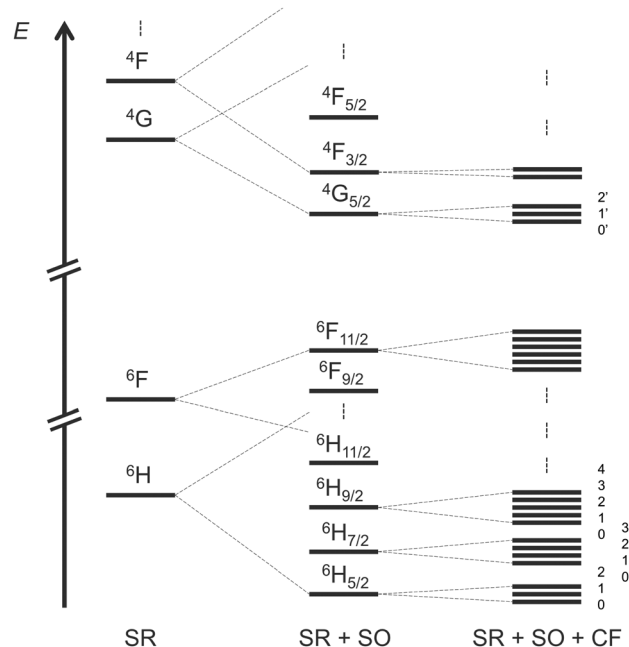 E
⁴F
⁴G
⁶F
⁶H
SR
⁴F₅/₂
⁴F₃/₂
⁴G₅/₂
⁶F₁₁/₂
⁶F₉/₂
⁶H₁₁/₂
⁶H₉/₂
⁶H₇/₂
⁶H₅/₂
SR + SO
2'
1'
0'
4
3
2
1
0
3
2
1
0
2
1
0
SR + SO + CF